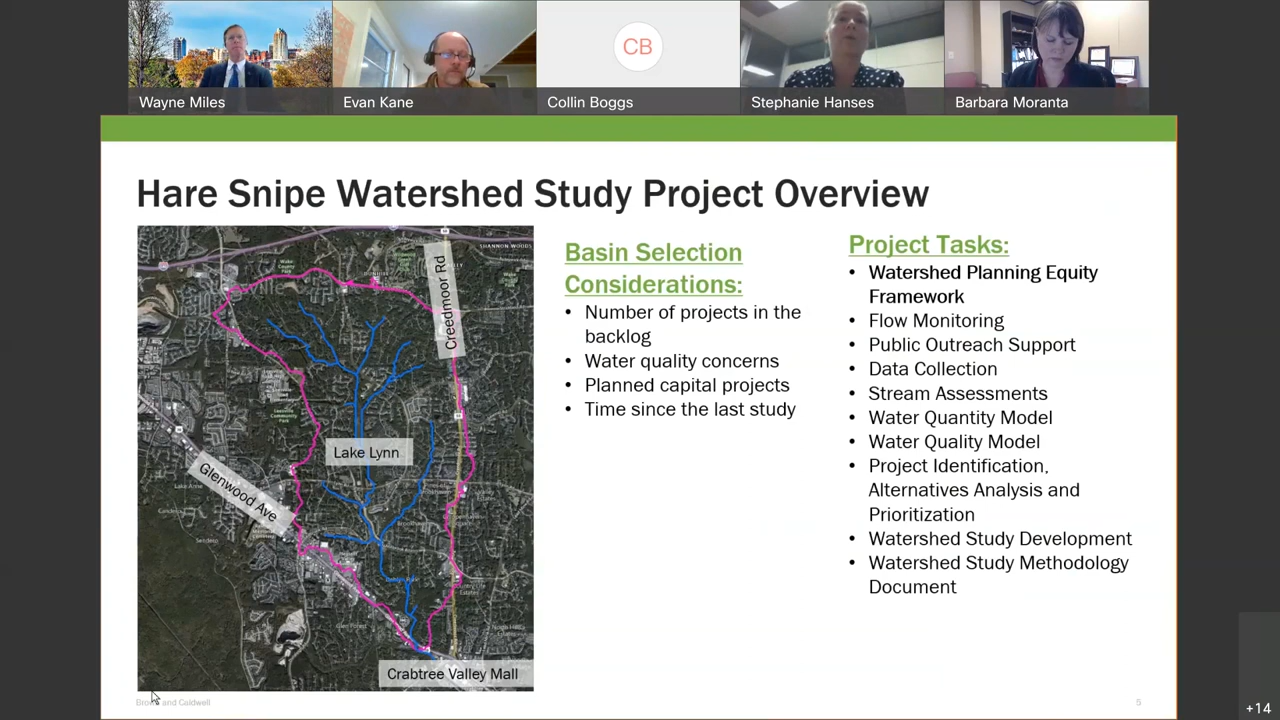 CB
Wayne Miles
Evan Kane
Collin Boggs
Stephanie Hanses
Barbara Moranta
Hare Snipe Watershed Study Project Overview
SHANNON WOODS
Creedmoor Rd
Lake Lynn
Glenwood Ave
Crabtree Valley Mall
Basin Selection
Considerations:
• Number of projects in the
backlog
• Water quality concerns
• Planned capital projects
• Time since the last study
Project Tasks:
• Watershed Planning Equity
Framework
• Flow Monitoring
• Public Outreach Support
• Data Collection
• Stream Assessments
• Water Quantity Model
• Water Quality Model
• Project Identification,
Alternatives Analysis and
Prioritization
• Watershed Study Development
• Watershed Study Methodology
Document
Brown and Caldwell
5
+14